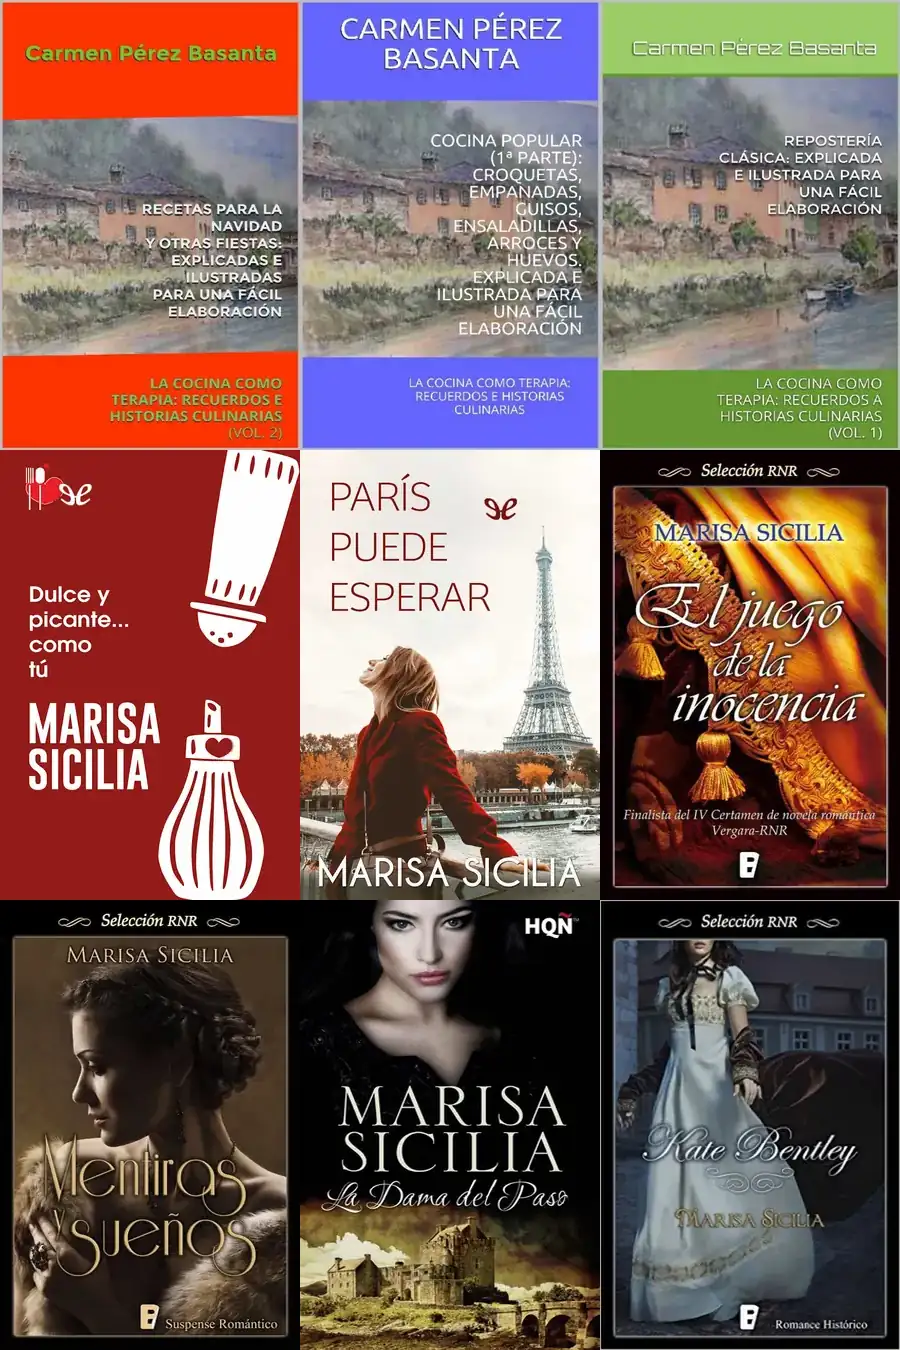 Carmen Pérez Basanta
RECETAS PARA LA
NAVIDAD
Y OTRAS FIESTAS:
EXPLICADAS E
ILUSTRADAS
PARA UNA FÁCIL
ELABORACIÓN
LA COCINA COMO
TERAPIA: RECUERDOS E
HISTORIAS CULINARIAS
(VOL. 2)
CARMEN PÉREZ
BASANTA
COCINA POPULAR
(1ª PARTE):
CROQUETAS,
EMPANADAS,
GUISOS,
ENSALADILLAS,
ARROCES Y
HUEVOS.
EXPLICADA E
ILUSTRADA PARA
UNA FÁCIL
ELABORACIÓN
LA COCINA COMO TERAPIA:
RECUERDOS E HISTORIAS
CULINARIAS
Carmen Pérez Basanta
REPOSTERÍA
CLÁSICA: EXPLICADA
E ILUSTRADA PARA
UNA FÁCIL
ELABORACIÓN
LA COCINA COMO
TERAPIA: RECUERDOS A
HISTORIAS CULINARIAS
(VOL. 1)
Dulce y
picante...
como
tú
MARISA
SICILIA
PARÍS
PUEDE
ESPERAR
MARISA SICILIA
Selección RNR
MARISA SICILIA
El juego
de la
inocencia
Finalista del IV Certamen de novela romántica
Vergara-RNR
Selección RNR
MARISA SICILIA
Mentiras
y
sueños
Suspense Romántico
HQÑ™
MARISA
SICILIA
La Dama del Paso
Selección RNR
Kate Bentley
MARISA SICILIA
Romance Histórico